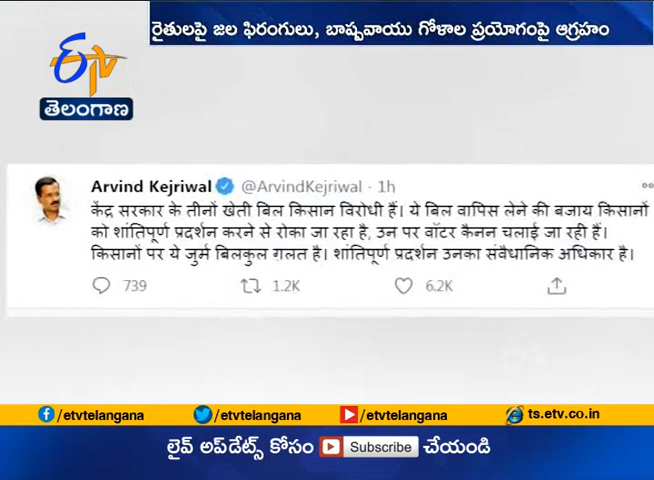 రైతులపై జల ఫిరంగులు, బాష్పవాయు గోళాల ప్రయోగంపై ఆగ్రహం
ETV
తెలంగాణ
Arvind Kejriwal @ArvindKejriwal · 1h
केंद्र सरकार के तीनों खेती बिल किसान विरोधी हैं। ये बिल वापिस लेने की बजाय किसानों
को शांतिपूर्ण प्रदर्शन करने से रोका जा रहा है, उन पर वॉटर कैनन चलाई जा रही हैं।
किसानों पर ये जुर्म बिलकुल ग़लत है। शांतिपूर्ण प्रदर्शन उनका संवैधानिक अधिकार है।
739 1.2K 6.2K
/etvtelangana /etvtelangana /etvtelangana ts.etv.co.in
లైవ్ అప్‌డేట్స్ కోసం Subscribe చేయండి